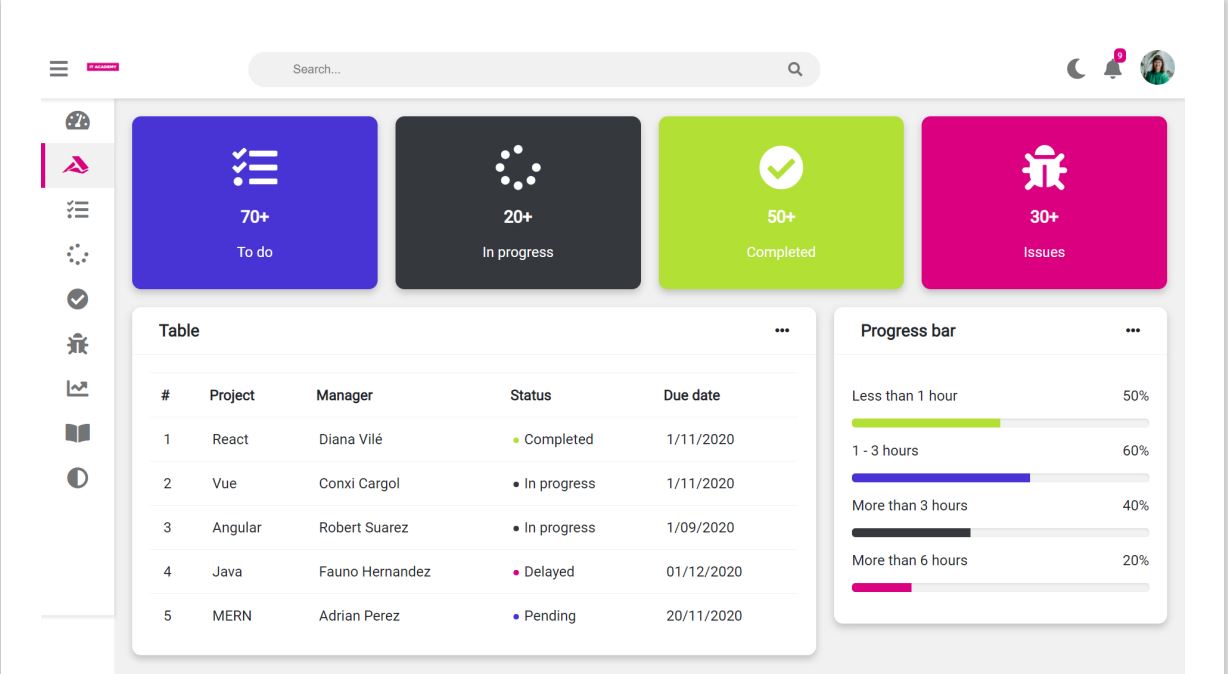 IT ACADEMY
Search...
9
70+
To do
20+
In progress
50+
Completed
30+
Issues
Table
# Project Manager Status Due date
1 React Diana Vilé Completed 1/11/2020
2 Vue Conxi Cargol In progress 1/11/2020
3 Angular Robert Suarez In progress 1/09/2020
4 Java Fauno Hernandez Delayed 01/12/2020
5 MERN Adrian Perez Pending 20/11/2020
Progress bar
Less than 1 hour 50%
1 - 3 hours 60%
More than 3 hours 40%
More than 6 hours 20%